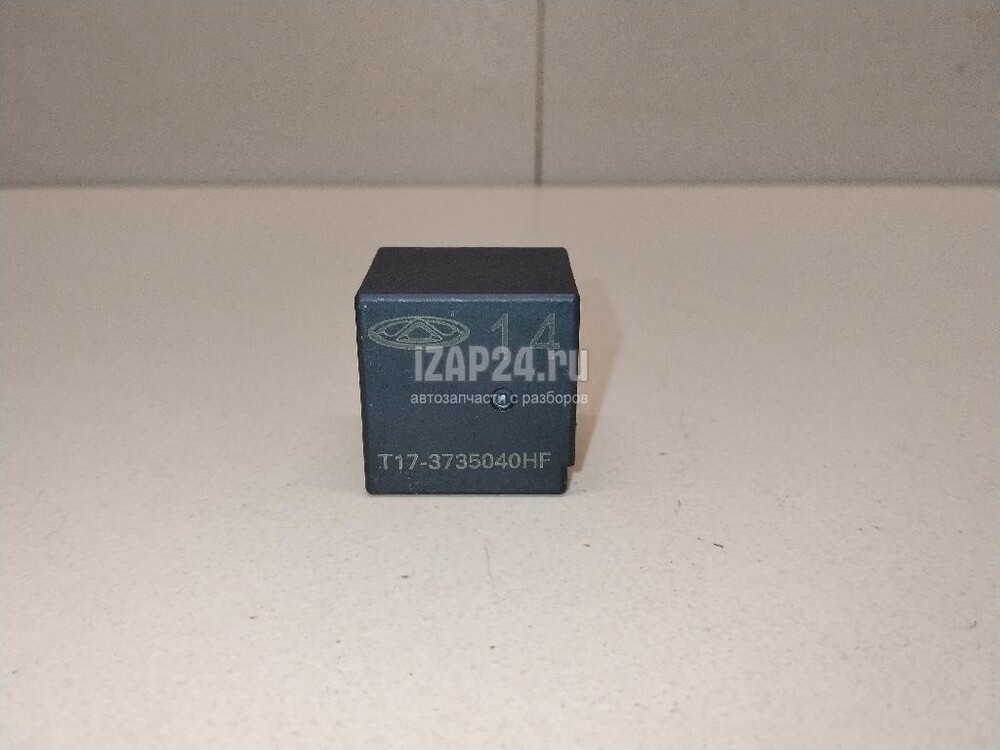 14
iZAP24.ru
автозапчасти с разборов
T17-3735040HF